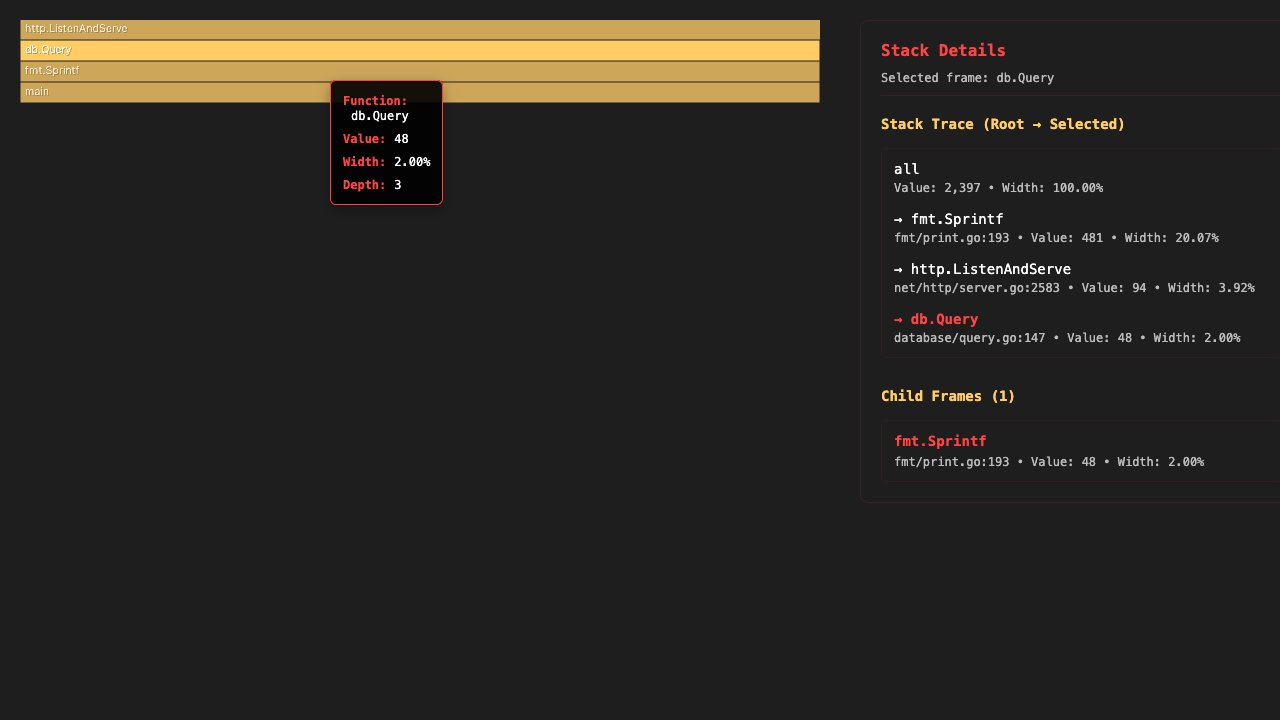 http.ListenAndServe
db.Query
fmt.Sprintf
main
Function:
db.Query
Value: 48
Width: 2.00%
Depth: 3
Stack Details
Selected frame: db.Query
Stack Trace (Root → Selected)
all
Value: 2,397 • Width: 100.00%
→ fmt.Sprintf
fmt/print.go:193 • Value: 481 • Width: 20.07%
→ http.ListenAndServe
net/http/server.go:2583 • Value: 94 • Width: 3.92%
→ db.Query
database/query.go:147 • Value: 48 • Width: 2.00%
Child Frames (1)
fmt.Sprintf
fmt/print.go:193 • Value: 48 • Width: 2.00%